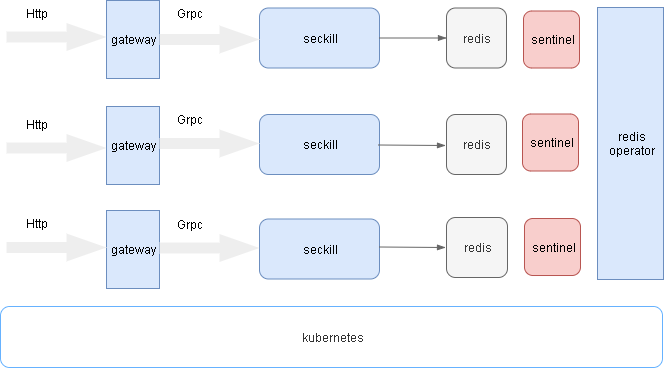 Http
Grpc
gateway
seckill
redis
sentinel
Http
Grpc
gateway
seckill
redis
sentinel
redis
operator
Http
Grpc
gateway
seckill
redis
sentinel
kubernetes